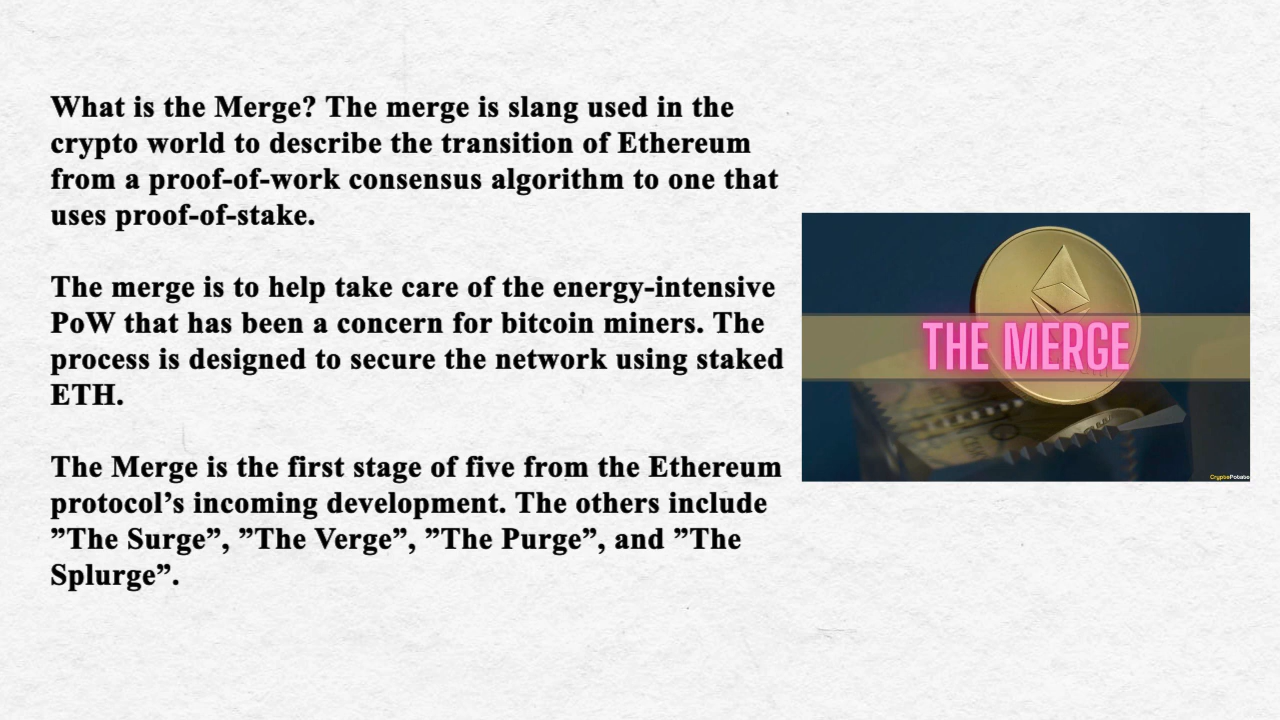 What is the Merge? The merge is slang used in the
crypto world to describe the transition of Ethereum
from a proof-of-work consensus algorithm to one that
uses proof-of-stake.
The merge is to help take care of the energy-intensive
PoW that has been a concern for bitcoin miners. The
process is designed to secure the network using staked
ETH.
The Merge is the first stage of five from the Ethereum
protocol’s incoming development. The others include
”The Surge”, ”The Verge”, ”The Purge”, and ”The
Splurge”.
THE MERGE
CryptoPotato